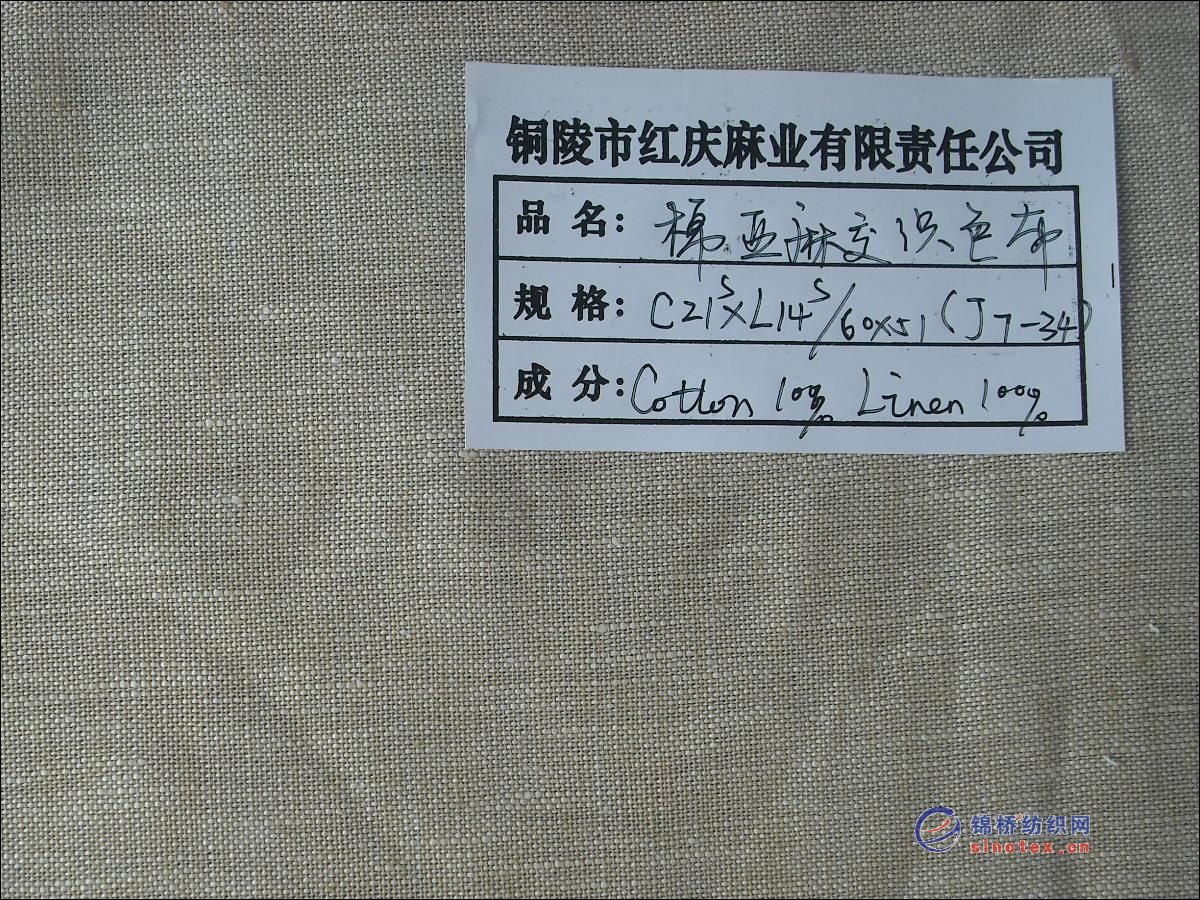 铜陵市红庆麻业有限责任公司
品 名: 棉亚麻交织色布
规 格: C21ˢ×L14ˢ/60×51(J7-34)
成 分: Cotton 100% Linen 100%
锦桥纺织网
sinotex.cn